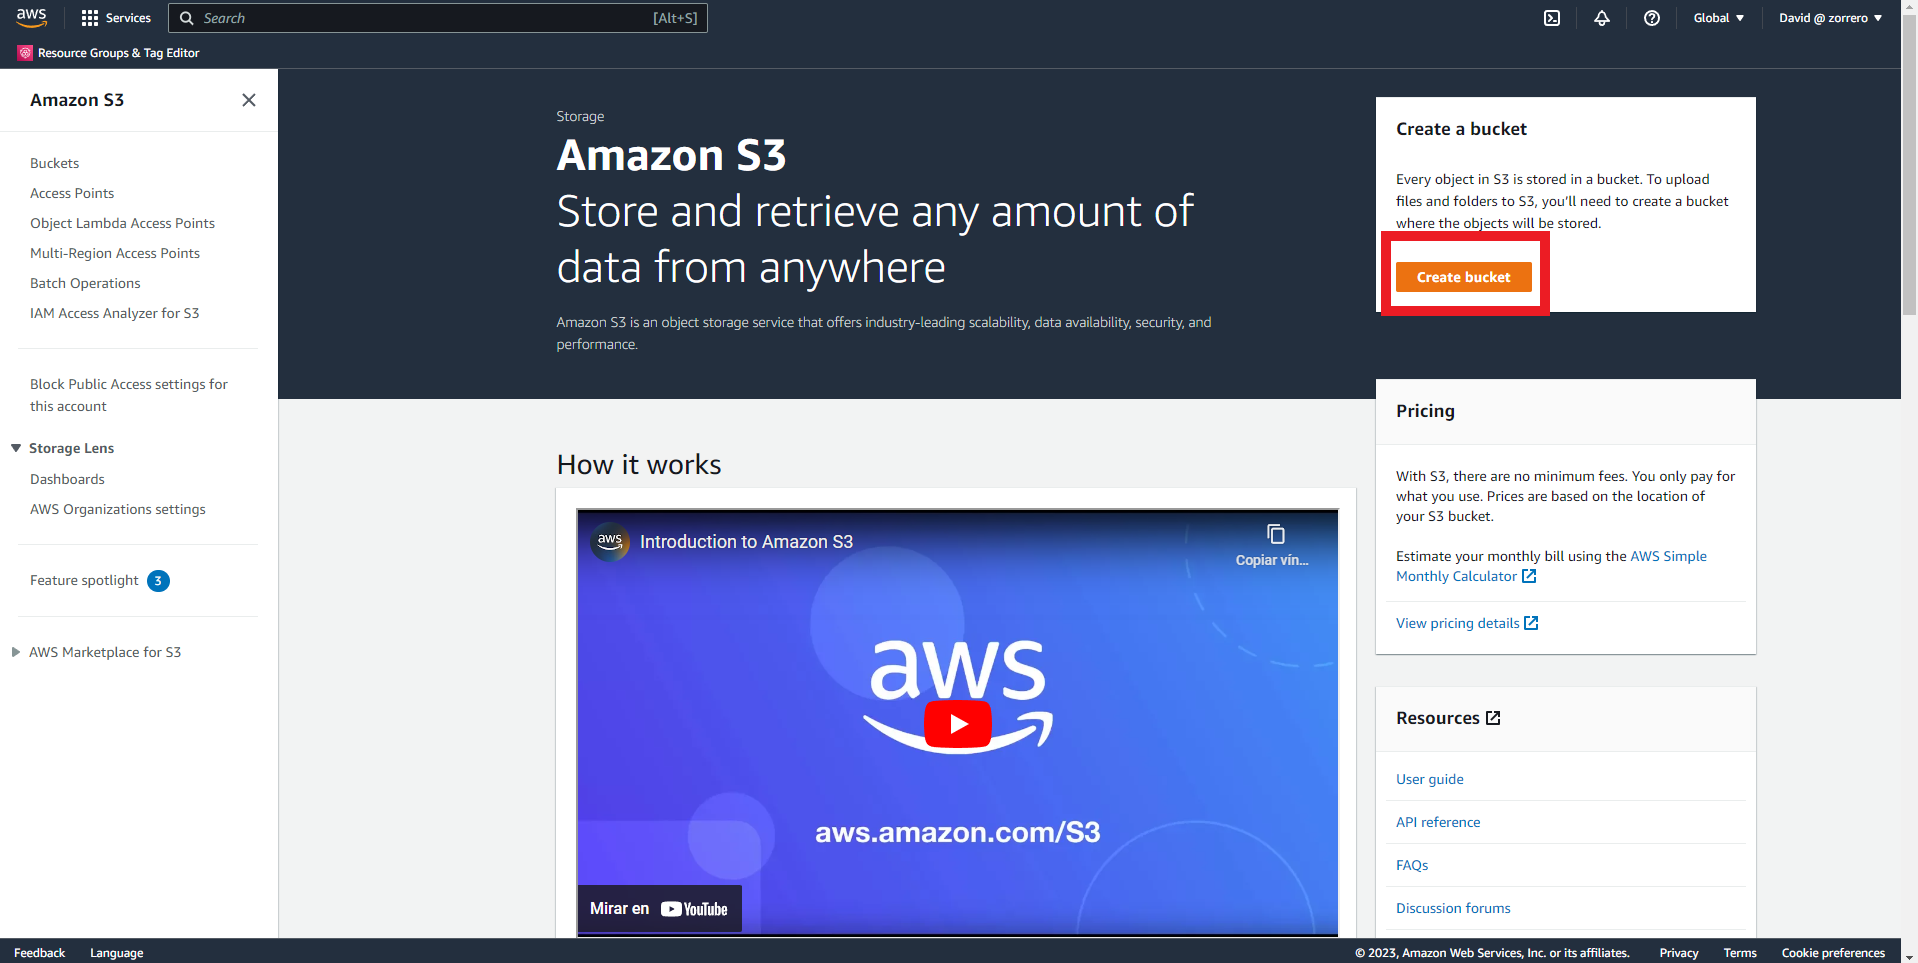 aws
Services
Search
[Alt+S]
Global
David @ zorrero
Resource Groups & Tag Editor
Amazon S3
Buckets
Access Points
Object Lambda Access Points
Multi-Region Access Points
Batch Operations
IAM Access Analyzer for S3
Block Public Access settings for
this account
Storage Lens
Dashboards
AWS Organizations settings
Feature spotlight 3
AWS Marketplace for S3
Storage
Amazon S3
Store and retrieve any amount of
data from anywhere
Amazon S3 is an object storage service that offers industry-leading scalability, data availability, security, and
performance.
Create a bucket
Every object in S3 is stored in a bucket. To upload
files and folders to S3, you'll need to create a bucket
where the objects will be stored.
Create bucket
How it works
aws
Introduction to Amazon S3
Copiar vín...
aws
aws.amazon.com/S3
Mirar en YouTube
Pricing
With S3, there are no minimum fees. You only pay for
what you use. Prices are based on the location of
your S3 bucket.
Estimate your monthly bill using the AWS Simple
Monthly Calculator
View pricing details
Resources
User guide
API reference
FAQs
Discussion forums
Feedback
Language
© 2023, Amazon Web Services, Inc. or its affiliates.
Privacy
Terms
Cookie preferences